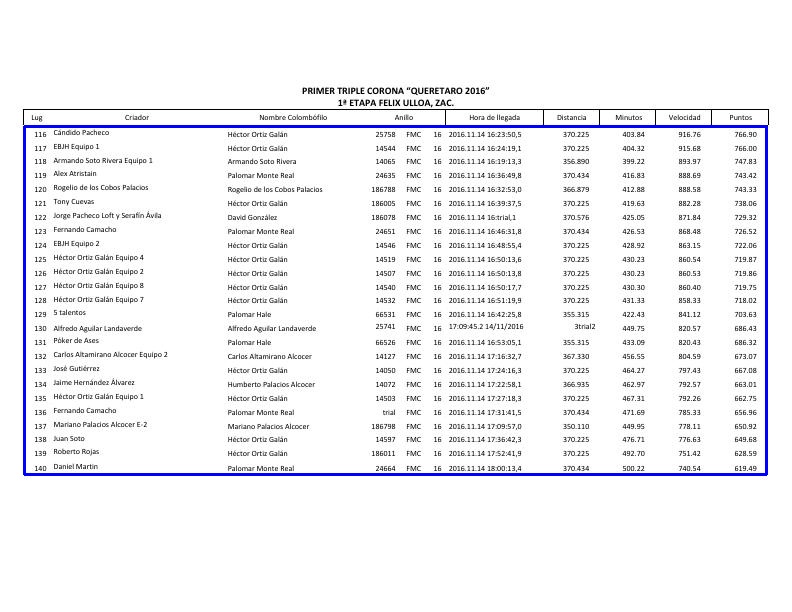 PRIMER TRIPLE CORONA “QUERETARO 2016”
1ª ETAPA FELIX ULLOA, ZAC.
Lug Criador Nombre Colombófilo Anillo Hora de llegada Distancia Minutos Velocidad Puntos
116 Cándido Pacheco Héctor Ortiz Galán 25758 FMC 16 2016.11.14 16:23:50,5 370.225 403.84 916.76 766.90
117 EBJH Equipo 1 Héctor Ortiz Galán 14544 FMC 16 2016.11.14 16:24:19,1 370.225 404.32 915.68 766.00
118 Armando Soto Rivera Equipo 1 Armando Soto Rivera 14065 FMC 16 2016.11.14 16:19:13,3 356.890 399.22 893.97 747.83
119 Alex Atristain Palomar Monte Real 24635 FMC 16 2016.11.14 16:36:49,8 370.434 416.83 888.69 743.42
120 Rogelio de los Cobos Palacios Rogelio de los Cobos Palacios 186788 FMC 16 2016.11.14 16:32:53,0 366.879 412.88 888.58 743.33
121 Tony Cuevas Héctor Ortiz Galán 186005 FMC 16 2016.11.14 16:39:37,5 370.225 419.63 882.28 738.06
122 Jorge Pacheco Loft y Serafín Ávila David González 186078 FMC 16 2016.11.14 16:trial,1 370.576 425.05 871.84 729.32
123 Fernando Camacho Palomar Monte Real 24651 FMC 16 2016.11.14 16:46:31,8 370.434 426.53 868.48 726.52
124 EBJH Equipo 2 Héctor Ortiz Galán 14546 FMC 16 2016.11.14 16:48:55,4 370.225 428.92 863.15 722.06
125 Héctor Ortiz Galán Equipo 4 Héctor Ortiz Galán 14519 FMC 16 2016.11.14 16:50:13,6 370.225 430.23 860.54 719.87
126 Héctor Ortiz Galán Equipo 2 Héctor Ortiz Galán 14507 FMC 16 2016.11.14 16:50:13,8 370.225 430.23 860.53 719.86
127 Héctor Ortiz Galán Equipo 8 Héctor Ortiz Galán 14540 FMC 16 2016.11.14 16:50:17,7 370.225 430.30 860.40 719.75
128 Héctor Ortiz Galán Equipo 7 Héctor Ortiz Galán 14532 FMC 16 2016.11.14 16:51:19,9 370.225 431.33 858.33 718.02
129 5 talentos Palomar Hale 66531 FMC 16 2016.11.14 16:42:25,8 355.315 422.43 841.12 703.63
130 Alfredo Aguilar Landaverde Alfredo Aguilar Landaverde 25741 FMC 16 17:09:45.2 14/11/2016 3trial2 449.75 820.57 686.43
131 Póker de Ases Palomar Hale 66526 FMC 16 2016.11.14 16:53:05,1 355.315 433.09 820.43 686.32
132 Carlos Altamirano Alcocer Equipo 2 Carlos Altamirano Alcocer 14127 FMC 16 2016.11.14 17:16:32,7 367.330 456.55 804.59 673.07
133 José Gutiérrez Héctor Ortiz Galán 14050 FMC 16 2016.11.14 17:24:16,3 370.225 464.27 797.43 667.08
134 Jaime Hernández Álvarez Humberto Palacios Alcocer 14072 FMC 16 2016.11.14 17:22:58,1 366.935 462.97 792.57 663.01
135 Héctor Ortiz Galán Equipo 1 Héctor Ortiz Galán 14503 FMC 16 2016.11.14 17:27:18,3 370.225 467.31 792.26 662.75
136 Fernando Camacho Palomar Monte Real trial FMC 16 2016.11.14 17:31:41,5 370.434 471.69 785.33 656.96
137 Mariano Palacios Alcocer E-2 Mariano Palacios Alcocer 186798 FMC 16 2016.11.14 17:09:57,0 350.110 449.95 778.11 650.92
138 Juan Soto Héctor Ortiz Galán 14597 FMC 16 2016.11.14 17:36:42,3 370.225 476.71 776.63 649.68
139 Roberto Rojas Héctor Ortiz Galán 186011 FMC 16 2016.11.14 17:52:41,9 370.225 492.70 751.42 628.59
140 Daniel Martin Palomar Monte Real 24664 FMC 16 2016.11.14 18:00:13,4 370.434 500.22 740.54 619.49